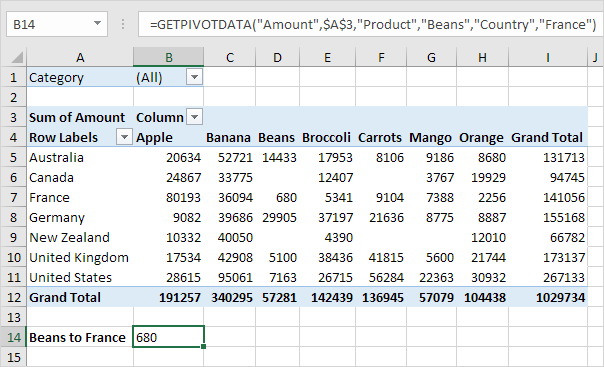 B14 =GETPIVOTDATA("Amount",$A$3,"Product","Beans","Country","France")
A B C D E F G H I J
1 Category (All)
2
3 Sum of Amount Column
4 Row Labels Apple Banana Beans Broccoli Carrots Mango Orange Grand Total
5 Australia 20634 52721 14433 17953 8106 9186 8680 131713
6 Canada 24867 33775 12407 3767 19929 94745
7 France 80193 36094 680 5341 9104 7388 2256 141056
8 Germany 9082 39686 29905 37197 21636 8775 8887 155168
9 New Zealand 10332 40050 4390 12010 66782
10 United Kingdom 17534 42908 5100 38436 41815 5600 21744 173137
11 United States 28615 95061 7163 26715 56284 22363 30932 267133
12 Grand Total 191257 340295 57281 142439 136945 57079 104438 1029734
13
14 Beans to France 680
15